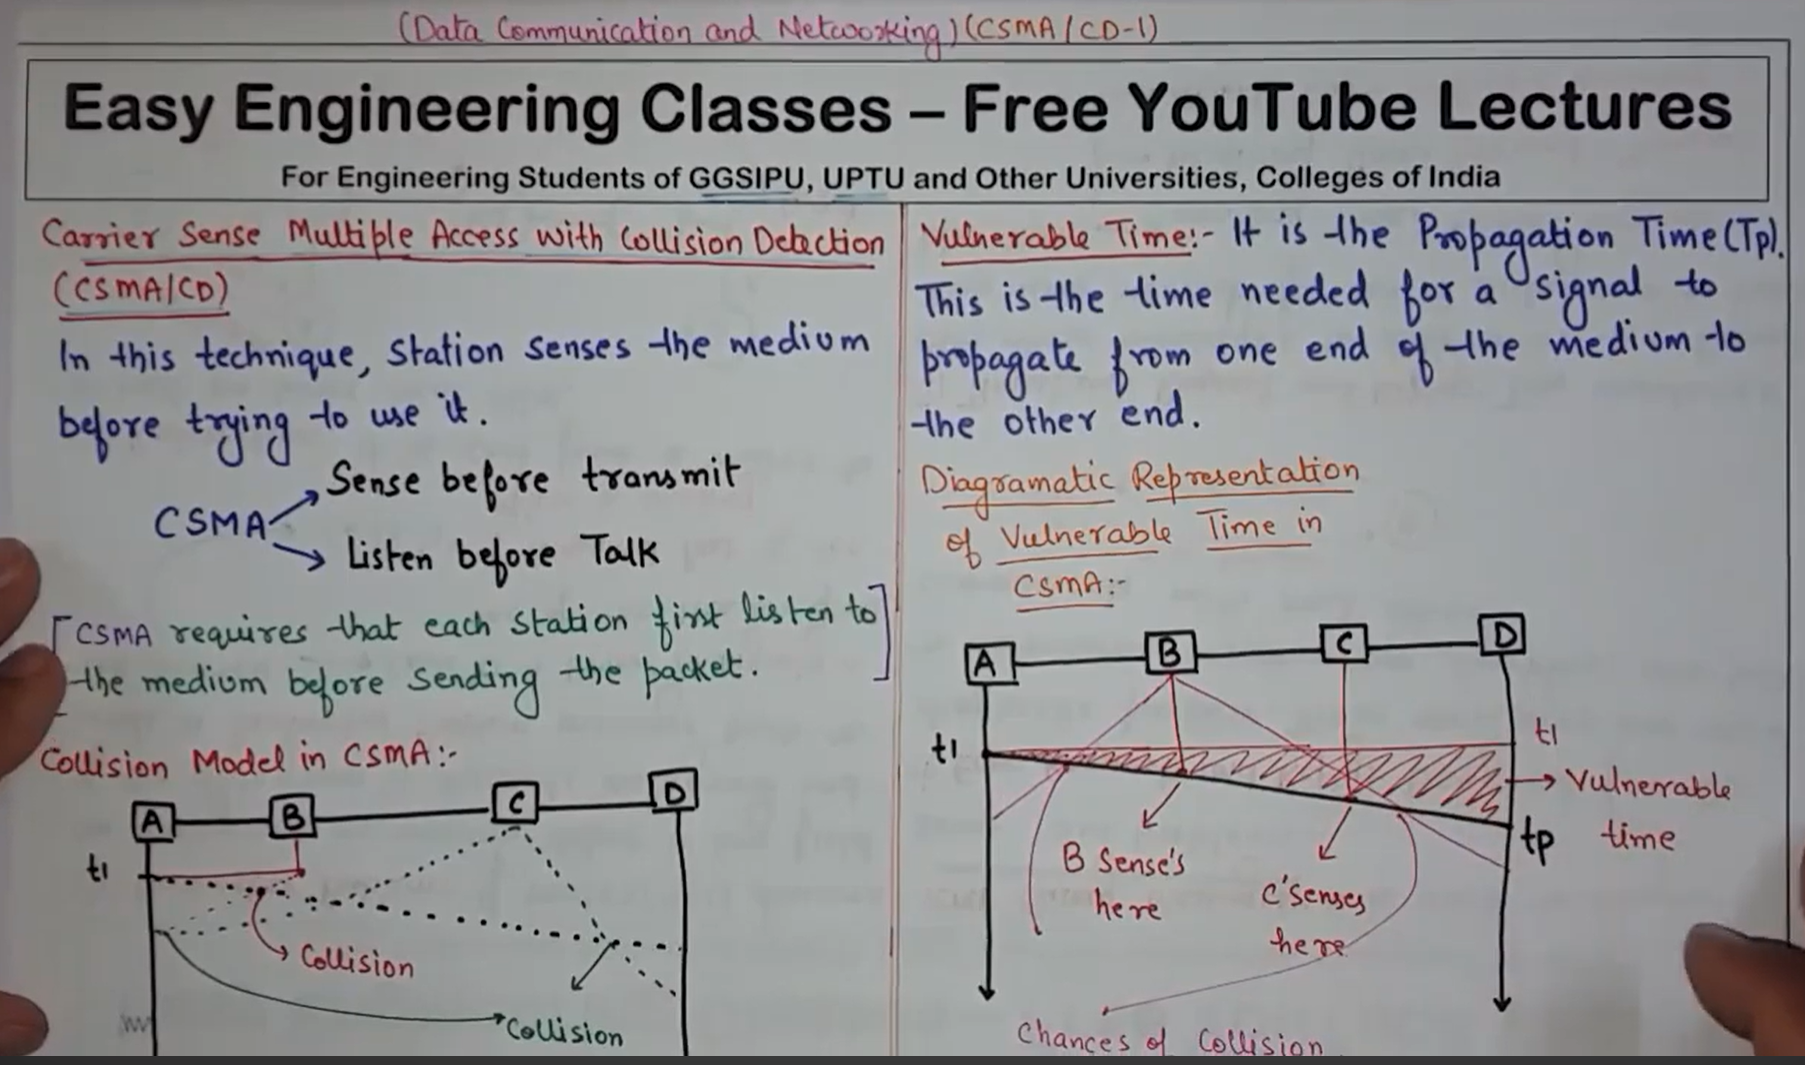 (Data Communication and Networking) (CSMA/CD-1)
Easy Engineering Classes – Free YouTube Lectures
For Engineering Students of GGSIPU, UPTU and Other Universities, Colleges of India
Carrier Sense Multiple Access with Collision Detection
(CSMA/CD)
In this technique, Station senses the medium
before trying to use it.
Sense before transmit
CSMA
Listen before Talk
[CSMA requires that each station first listen to
the medium before sending the packet.]
Collision Model in CSMA:-
A B C D
t1
Collision
Collision
Vulnerable Time:- It is the Propagation Time(Tp).
This is the time needed for a signal to
propagate from one end of the medium to
the other end.
Diagramatic Representation
of Vulnerable Time in
CSMA:-
A B C D
t1
t1
Vulnerable
time
tp
B Sense's
here
C'senses
here
Chances of Collision